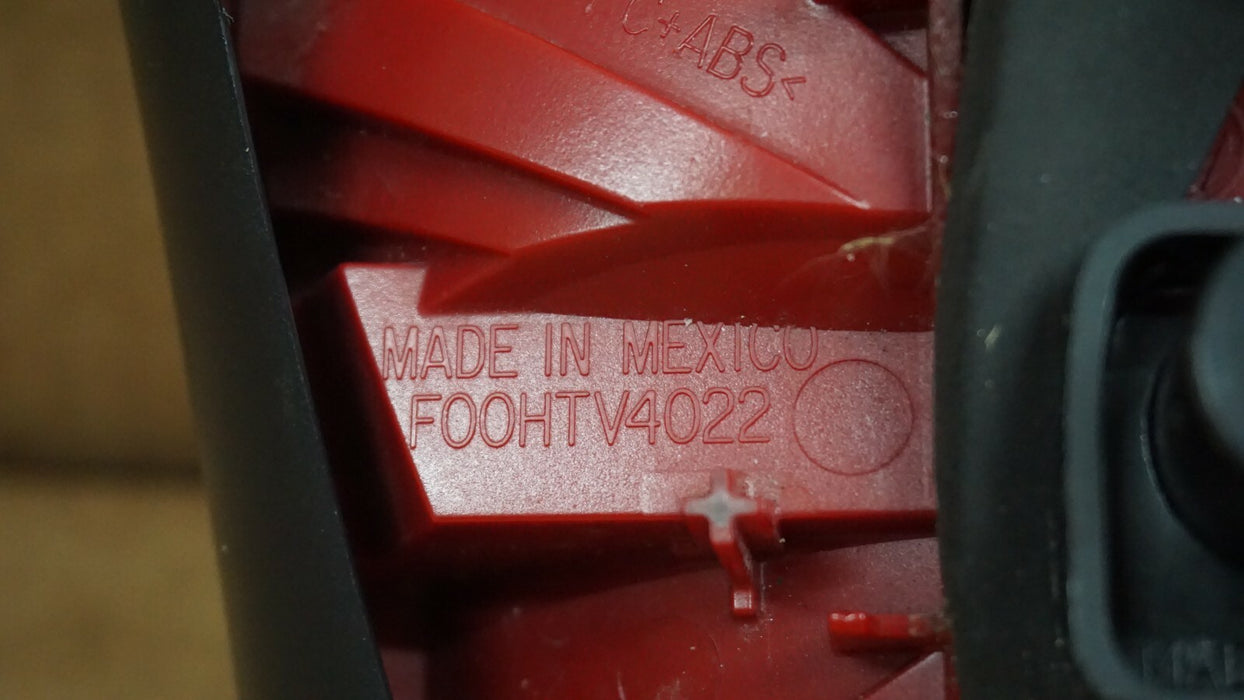 C+ABS<
MADE IN MEXICO
F00HTV4022